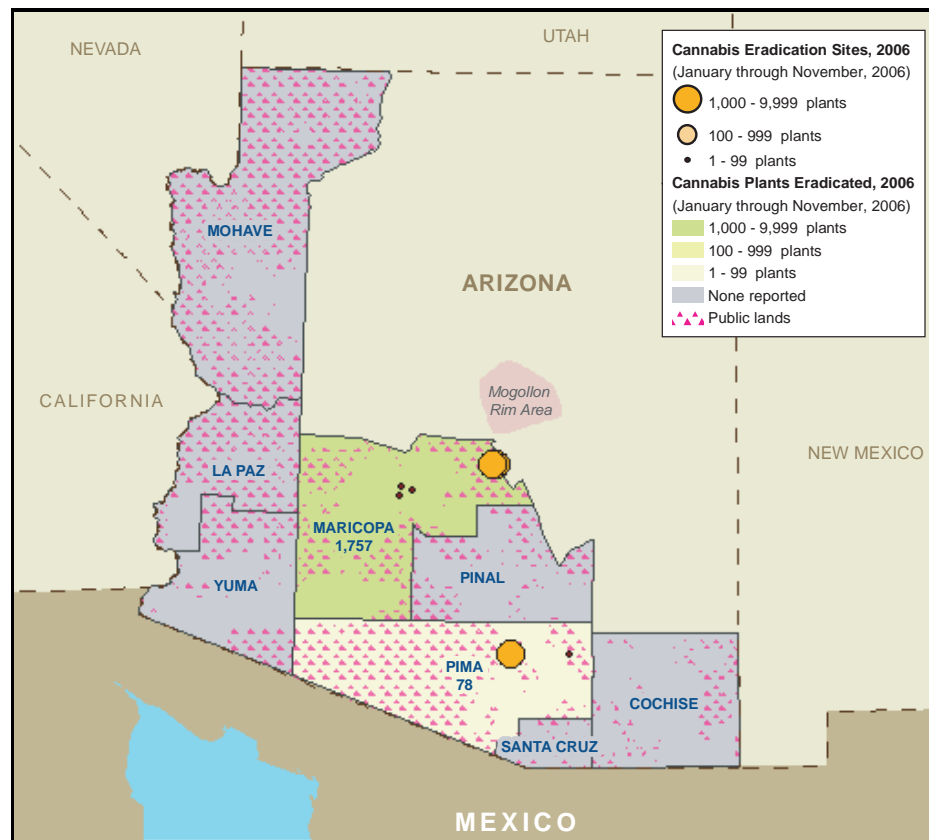 NEVADA
UTAH
Cannabis Eradication Sites, 2006
(January through November, 2006)
1,000 - 9,999 plants
100 - 999 plants
1 - 99 plants
Cannabis Plants Eradicated, 2006
(January through November, 2006)
1,000 - 9,999 plants
100 - 999 plants
1 - 99 plants
None reported
Public lands
MOHAVE
ARIZONA
CALIFORNIA
Mogollon
Rim Area
NEW MEXICO
LA PAZ
MARICOPA
1,757
YUMA
PINAL
PIMA
78
COCHISE
SANTA CRUZ
MEXICO